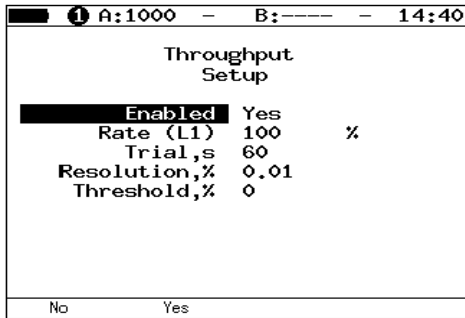 1 A:1000 – B:---- – 14:40
Throughput
Setup
Enabled Yes
Rate (L1) 100 %
Trial,s 60
Resolution,% 0.01
Threshold,% 0
No Yes